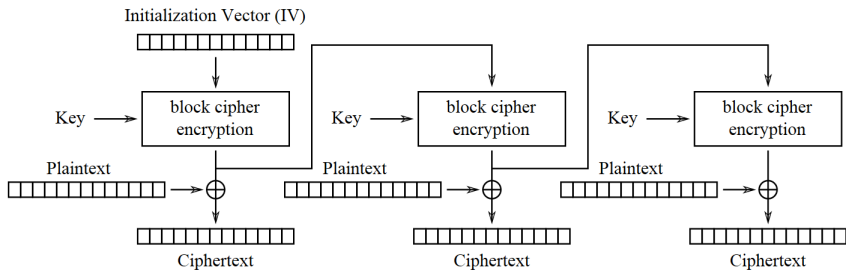 Initialization Vector (IV)
Key
block cipher
encryption
Key
block cipher
encryption
Key
block cipher
encryption
Plaintext
Plaintext
Plaintext
Ciphertext
Ciphertext
Ciphertext